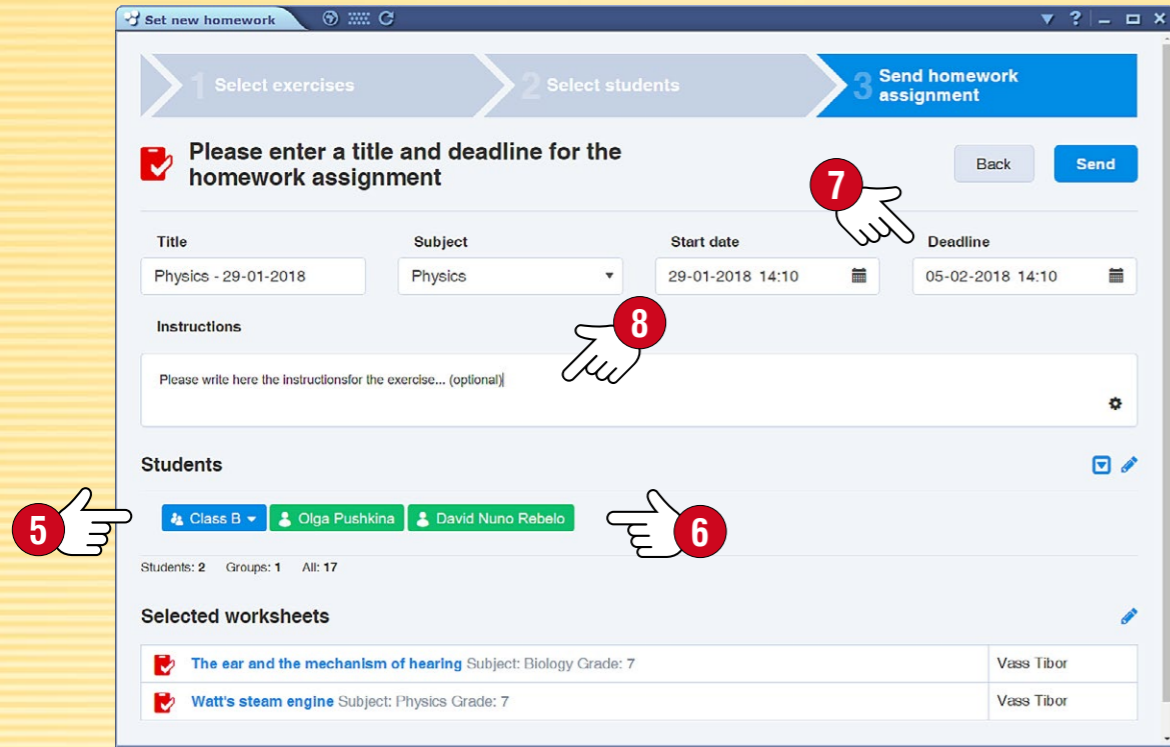 Set new homework
?
1 Select exercises
2 Select students
3 Send homework
assignment
Please enter a title and deadline for the
homework assignment
Back
Send
7
Title
Subject
Start date
Deadline
Physics - 29-01-2018
Physics
29-01-2018 14:10
05-02-2018 14:10
8
Instructions
Please write here the instructionsfor the exercise... (optional)
Students
5
Class B
Olga Pushkina
David Nuno Rebelo
6
Students: 2 Groups: 1 All: 17
Selected worksheets
The ear and the mechanism of hearing Subject: Biology Grade: 7 Vass Tibor
Watt's steam engine Subject: Physics Grade: 7 Vass Tibor